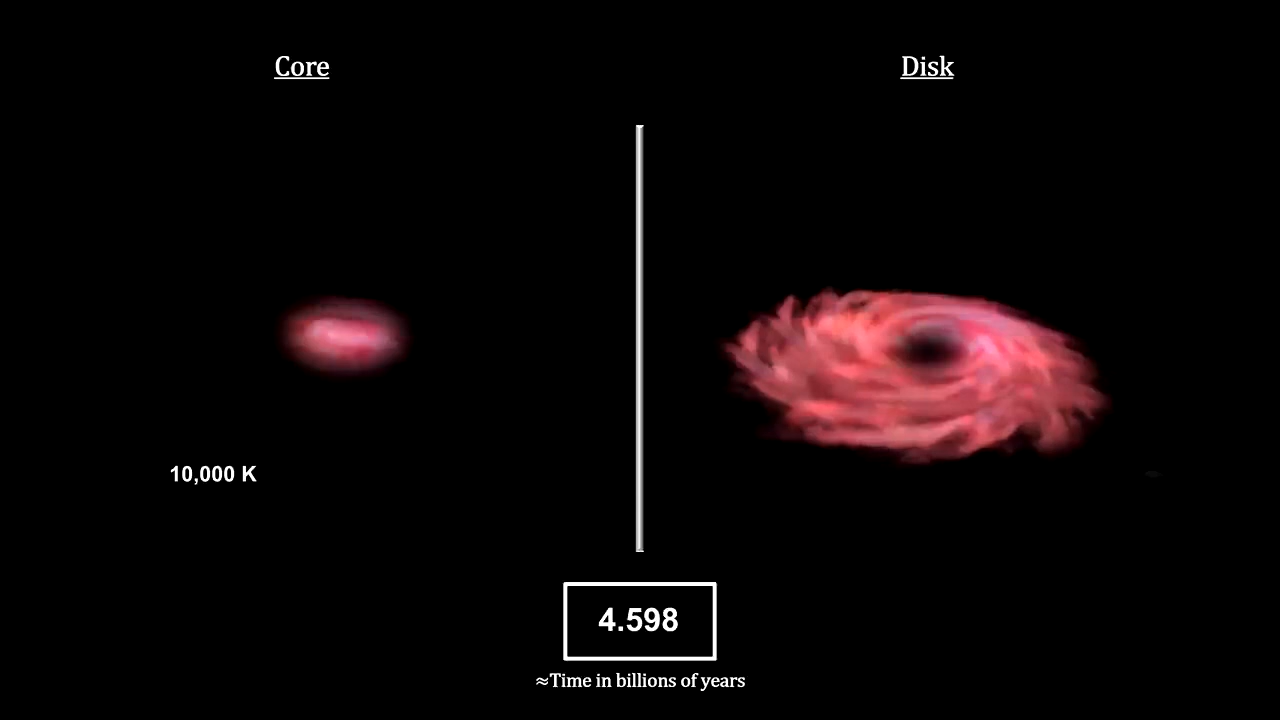 Core
Disk
10,000 K
4.598
≈Time in billions of years